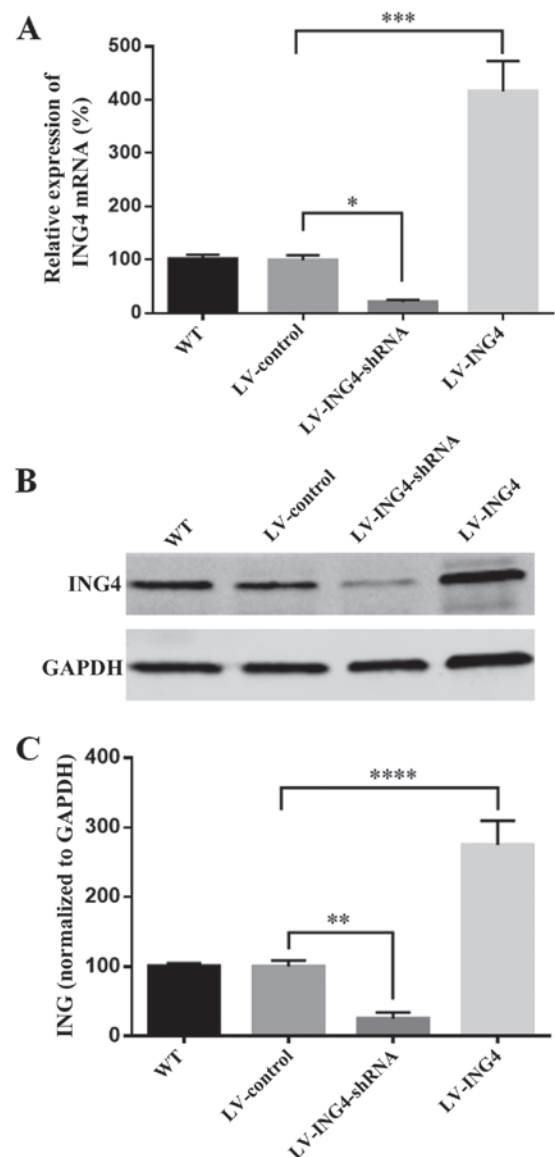 A
Relative expression of
ING4 mRNA (%)
500
400
300
200
100
0
***
*
WT
LV-control
LV-ING4-shRNA
LV-ING4
B
WT
LV-control
LV-ING4-shRNA
LV-ING4
ING4
GAPDH
C
ING (normalized to GAPDH)
400
300
200
100
0
****
**
WT
LV-control
LV-ING4-shRNA
LV-ING4